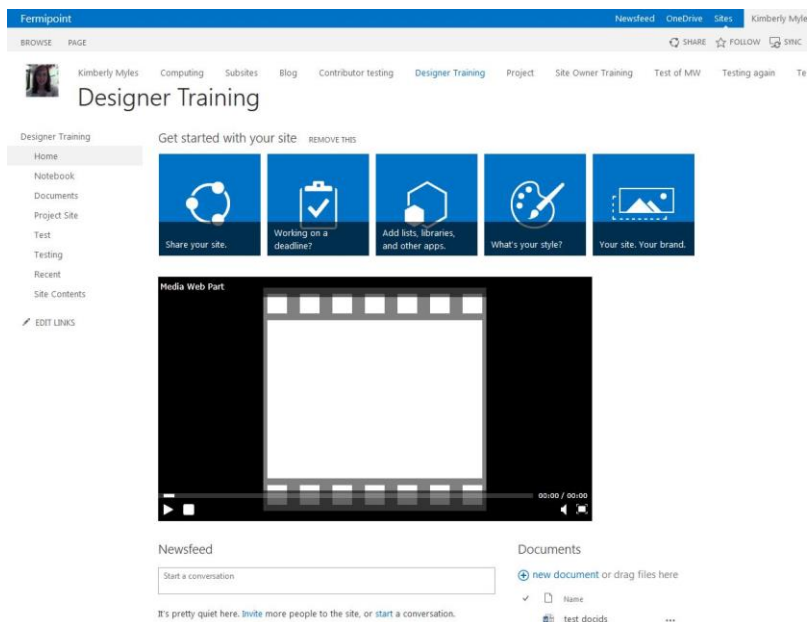 Fermipoint
Newsfeed OneDrive Sites Kimberly Myle
BROWSE PAGE
SHARE FOLLOW SYNC
Kimberly Myles Computing Subsites Blog Contributor testing Designer Training Project Site Owner Training Test of MW Testing again Te
Designer Training
Designer Training
Home
Notebook
Documents
Project Site
Test
Testing
Recent
Site Contents
EDIT LINKS
Get started with your site REMOVE THIS
Share your site.
Working on a
deadline?
Add lists, libraries,
and other apps.
What's your style?
Your site. Your brand.
Media Web Part
00:00 / 00:00
Newsfeed
Start a conversation
It's pretty quiet here. Invite more people to the site, or start a conversation.
Documents
new document or drag files here
Name
test docids
...